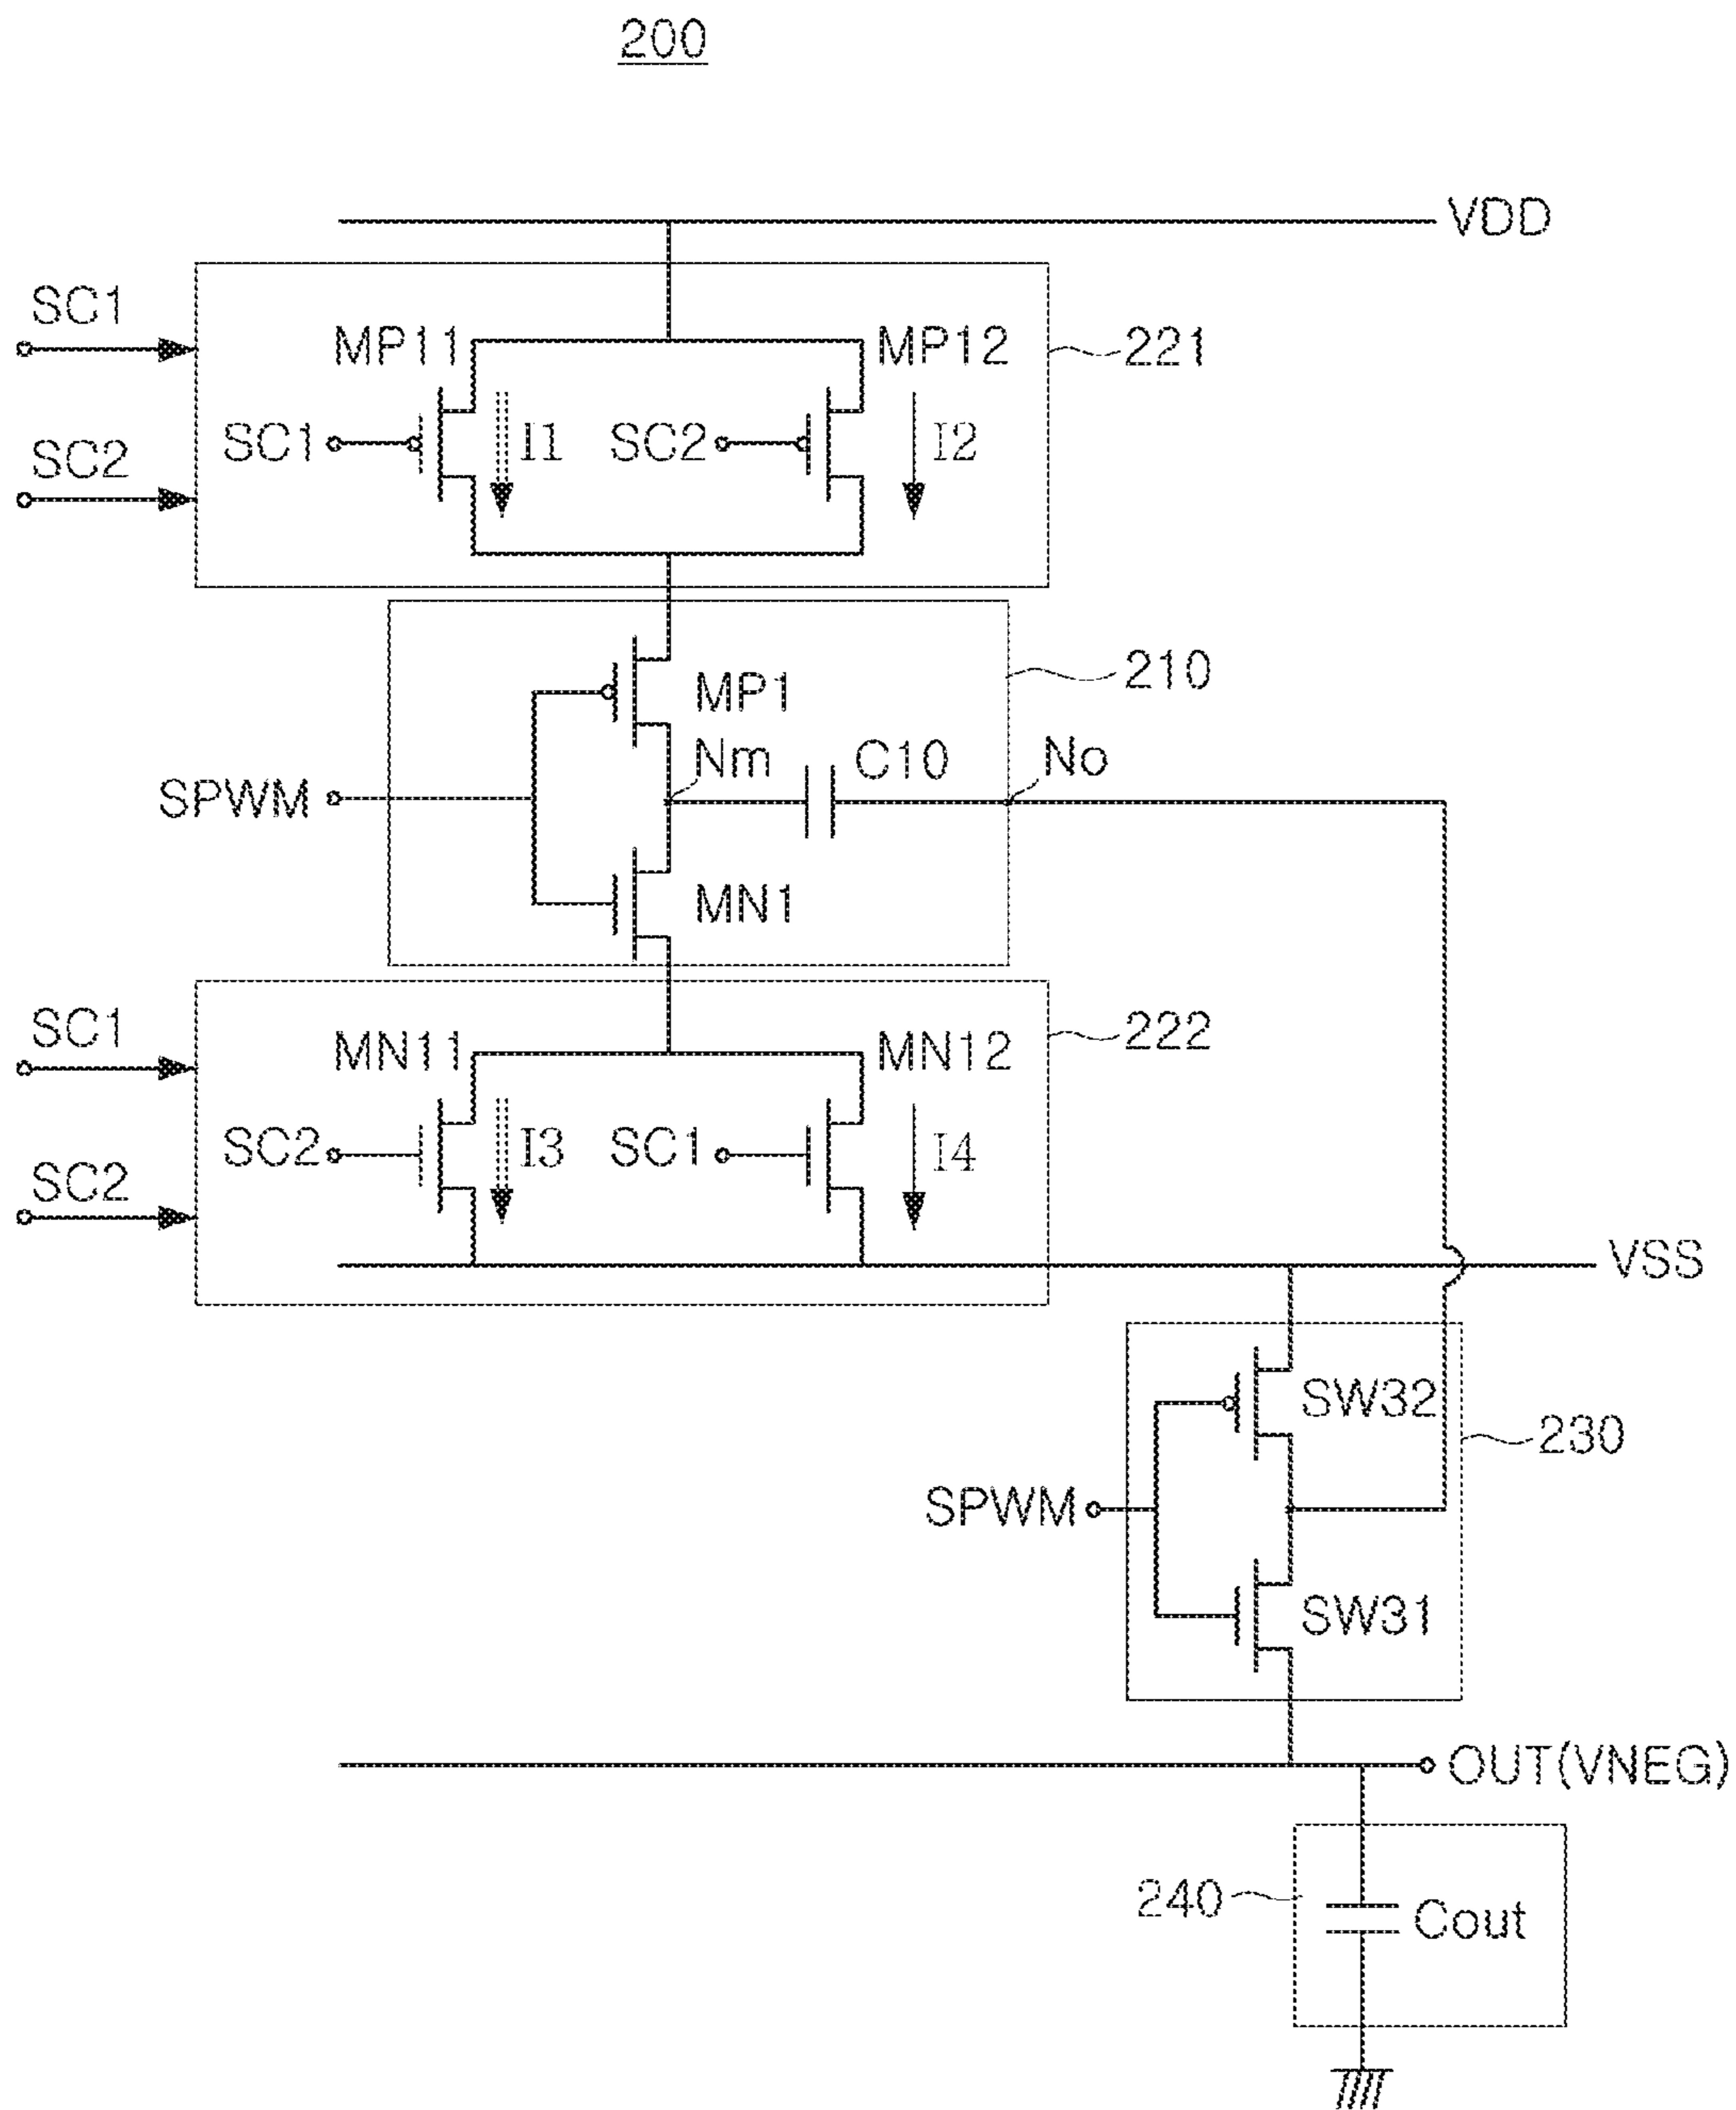 200
VDD
SC1
MP11
MP12
221
SC1
I1
SC2
I2
SC2
210
MP1
Nm
C10
No
SPWM
MN1
SC1
MN11
MN12
222
SC2
I3
SC1
I4
SC2
VSS
SW32
230
SPWM
SW31
OUT(VNEG)
240
Cout